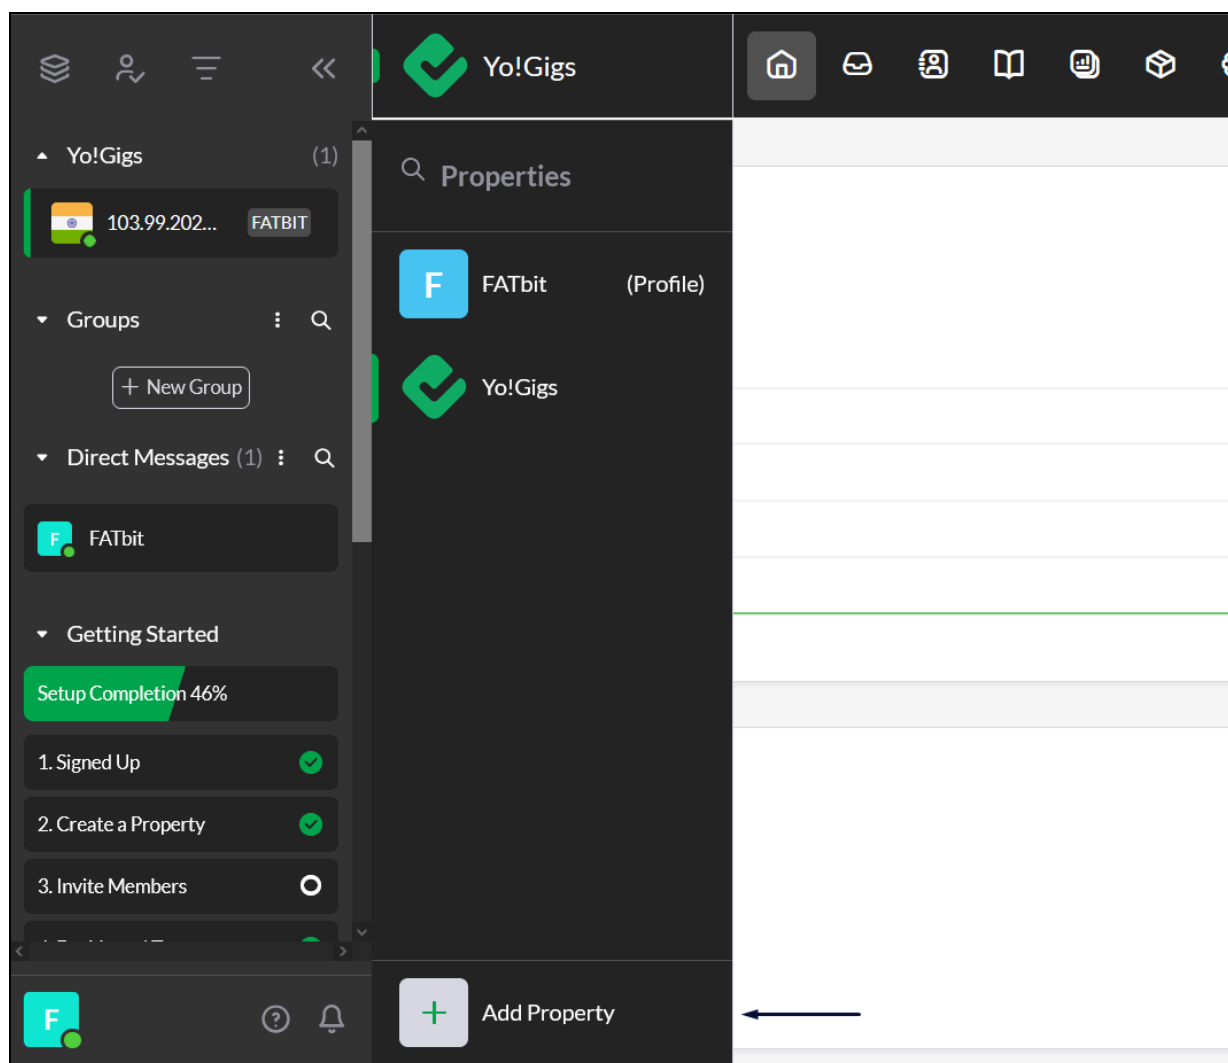 Yo!Gigs
Yo!Gigs (1)
103.99.202... FATBIT
Groups
+ New Group
Direct Messages (1)
F FATbit
Getting Started
Setup Completion 46%
1. Signed Up
2. Create a Property
3. Invite Members
F
Properties
F FATbit (Profile)
Yo!Gigs
+ Add Property